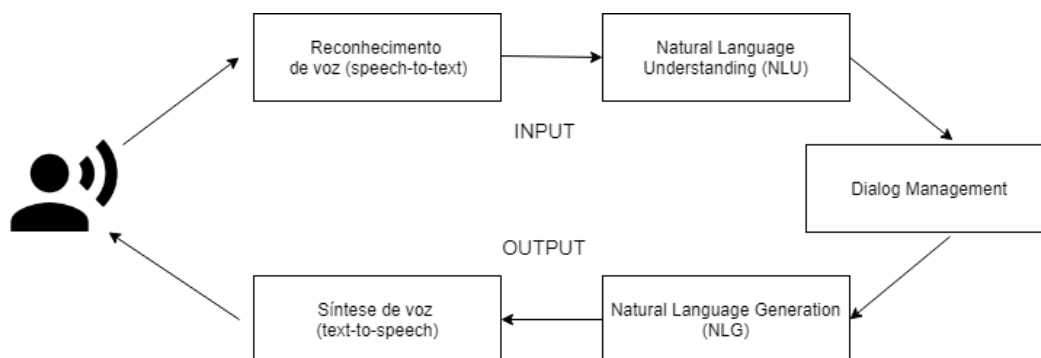 Reconhecimento
de voz (speech-to-text)
Natural Language
Understanding (NLU)
INPUT
Dialog Management
OUTPUT
Síntese de voz
(text-to-speech)
Natural Language Generation
(NLG)